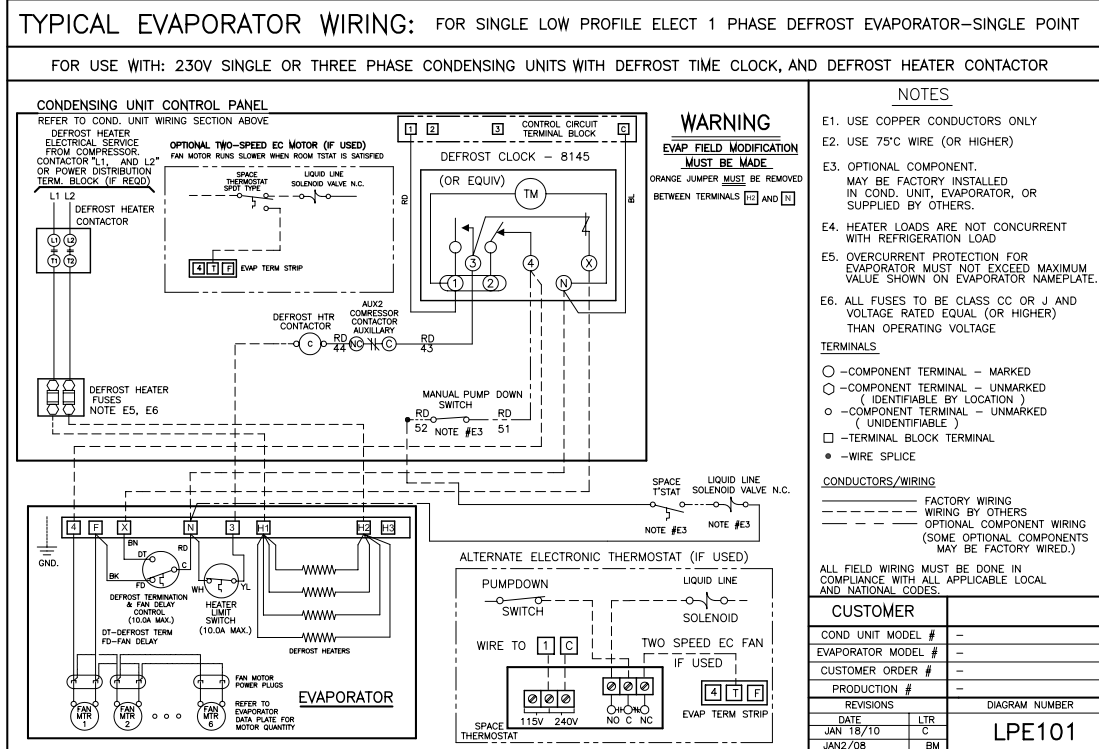 TYPICAL EVAPORATOR WIRING: FOR SINGLE LOW PROFILE ELECT 1 PHASE DEFROST EVAPORATOR–SINGLE POINT
FOR USE WITH: 230V SINGLE OR THREE PHASE CONDENSING UNITS WITH DEFROST TIME CLOCK, AND DEFROST HEATER CONTACTOR
CONDENSING UNIT CONTROL PANEL
REFER TO COND. UNIT WIRING SECTION ABOVE
DEFROST HEATER
ELECTRICAL SERVICE
FROM COMPRESSOR.
CONTACTOR "L1, AND L2"
OR POWER DISTRIBUTION
TERM. BLOCK (IF REQD)
L1 L2
DEFROST HEATER
CONTACTOR
L1 L2
T1 T2
DEFROST HEATER
FUSES
NOTE E5, E6
OPTIONAL TWO–SPEED EC MOTOR (IF USED)
FAN MOTOR RUNS SLOWER WHEN ROOM TSTAT IS SATISFIED
SPACE
THERMOSTAT
SPDT TYPE
LIQUID LINE
SOLENOID VALVE N.C.
4 T F EVAP TERM STRIP
1 2 3 CONTROL CIRCUIT
TERMINAL BLOCK C
DEFROST CLOCK – 8145
(OR EQUIV)
TM
RD
BL
3 4 X
1 2 N
DEFROST HTR
CONTACTOR
AUX2
COMRESSOR
CONTACTOR
AUXILLARY
C RD
44 NC C RD
43
MANUAL PUMP DOWN
SWITCH
RD
52
RD
51
NOTE #E3
WARNING
EVAP FIELD MODIFICATION
MUST BE MADE
ORANGE JUMPER MUST BE REMOVED
BETWEEN TERMINALS H2 AND N
SPACE
T'STAT
LIQUID LINE
SOLENOID VALVE N.C.
NOTE #E3
NOTE #E3
4 F X N 3 H1 H2 H3
GND.
BN
RD
DT
C
BK
FD
WH
YL
DEFROST TERMINATION
& FAN DELAY
CONTROL
(10.0A MAX.)
HEATER
LIMIT
SWITCH
(10.0A MAX.)
DT–DEFROST TERM
FD–FAN DELAY
DEFROST HEATERS
FAN MOTOR
POWER PLUGS
REFER TO
EVAPORATOR
DATA PLATE FOR
MOTOR QUANTITY
FAN
MTR
1
FAN
MTR
2
FAN
MTR
6
EVAPORATOR
ALTERNATE ELECTRONIC THERMOSTAT (IF USED)
PUMPDOWN
SWITCH
LIQUID LINE
SOLENOID
WIRE TO 1 C
TWO SPEED EC FAN
IF USED
4 T F
EVAP TERM STRIP
115V 240V
NO C NC
SPACE
THERMOSTAT
NOTES
E1. USE COPPER CONDUCTORS ONLY
E2. USE 75°C WIRE (OR HIGHER)
E3. OPTIONAL COMPONENT.
MAY BE FACTORY INSTALLED
IN COND. UNIT, EVAPORATOR, OR
SUPPLIED BY OTHERS.
E4. HEATER LOADS ARE NOT CONCURRENT
WITH REFRIGERATION LOAD
E5. OVERCURRENT PROTECTION FOR
EVAPORATOR MUST NOT EXCEED MAXIMUM
VALUE SHOWN ON EVAPORATOR NAMEPLATE.
E6. ALL FUSES TO BE CLASS CC OR J AND
VOLTAGE RATED EQUAL (OR HIGHER)
THAN OPERATING VOLTAGE
TERMINALS
–COMPONENT TERMINAL – MARKED
–COMPONENT TERMINAL – UNMARKED
( IDENTIFIABLE BY LOCATION )
–COMPONENT TERMINAL – UNMARKED
( UNIDENTIFIABLE )
–TERMINAL BLOCK TERMINAL
–WIRE SPLICE
CONDUCTORS/WIRING
FACTORY WIRING
WIRING BY OTHERS
OPTIONAL COMPONENT WIRING
(SOME OPTIONAL COMPONENTS
MAY BE FACTORY WIRED.)
ALL FIELD WIRING MUST BE DONE IN
COMPLIANCE WITH ALL APPLICABLE LOCAL
AND NATIONAL CODES.
CUSTOMER
COND UNIT MODEL # –
EVAPORATOR MODEL # –
CUSTOMER ORDER # –
PRODUCTION # –
REVISIONS DIAGRAM NUMBER
DATE LTR
JAN 18/10 C
JAN2/08 BM
LPE101